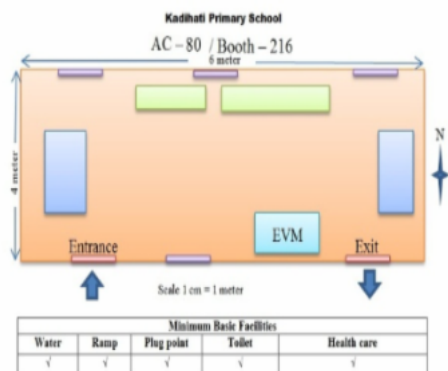 Kadihati Primary School
AC – 80 / Booth – 216
6 meter
4 meter
N
EVM
Entrance
Exit
Scale 1 cm = 1 meter
Minimum Basic Facilities
Water Ramp Plug point Toilet Health care
√ √ √ √ √